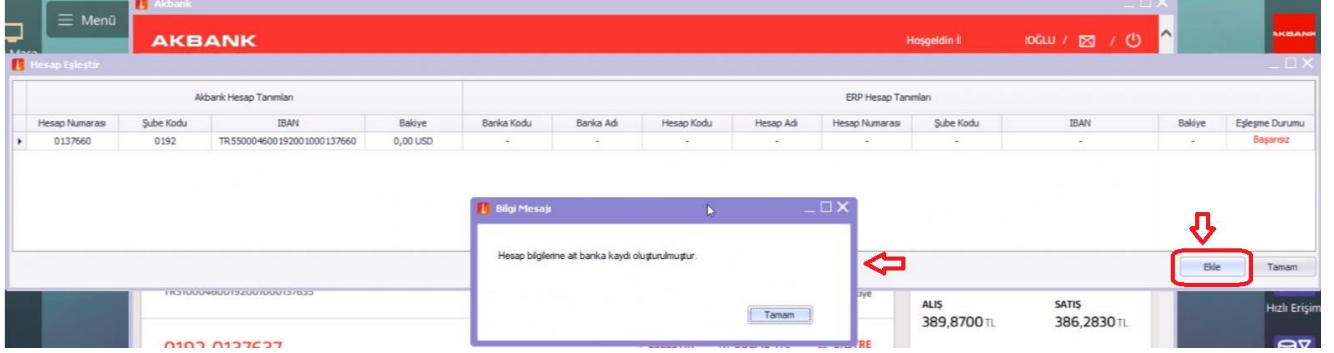 Akbank
Menü
AKBANK
Hoşgeldin İ
OĞLU /
/
AKBANK
Masa
Hesap Eşleştir
Akbank Hesap Tanımları
ERP Hesap Tanımları
Hesap Numarası Şube Kodu IBAN Bakiye Banka Kodu Banka Adı Hesap Kodu Hesap Adı Hesap Numarası Şube Kodu IBAN Bakiye Eşleşme Durumu
0137660 0192 TR550004600192001000137660 0,00 USD - - - - - - - - Başarısız
Bilgi Mesajı
Hesap bilgilerine ait banka kaydı oluşturulmuştur.
Ekle Tamam
ALIŞ SATIŞ
Hızlı Erişim
Tamam
389,8700 TL 386,2830 TL
0192-0137637